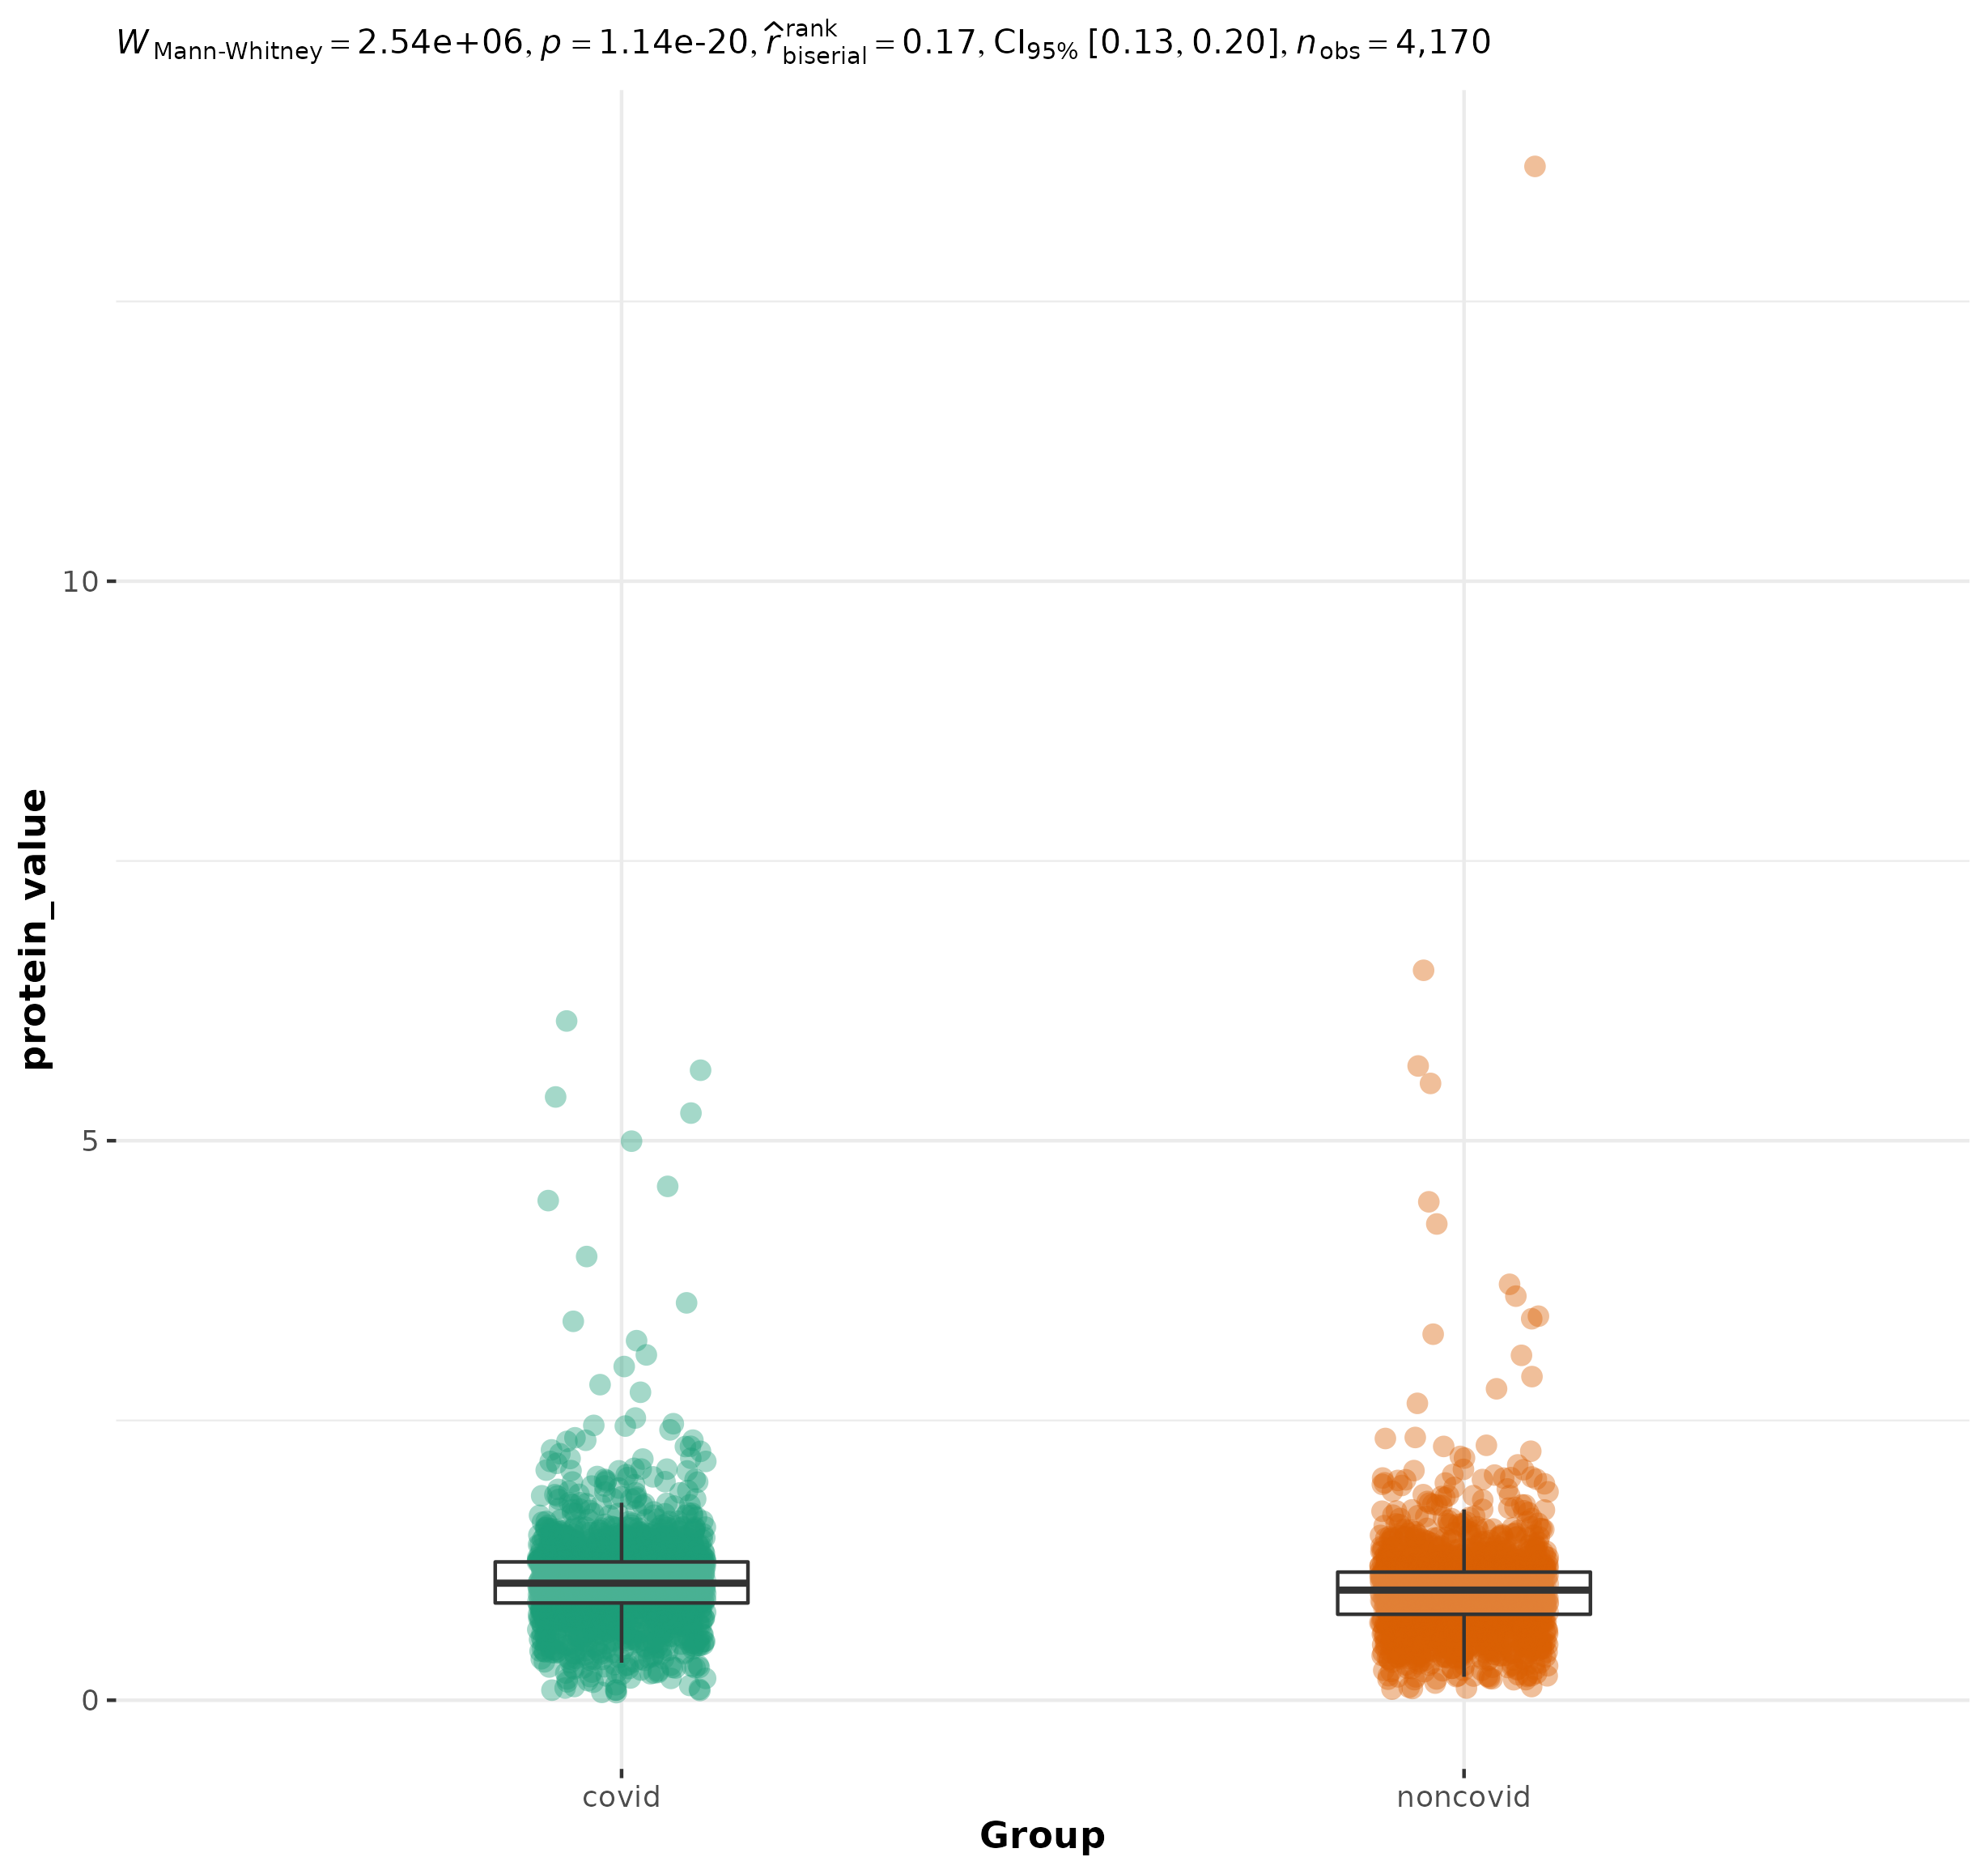 W Mann-Whitney = 2.54e+06, p = 1.14e-20, r̂ rank biserial = 0.17, CI95% [0.13, 0.20], nobs = 4,170
10
5
0
protein_value
covid noncovid
Group